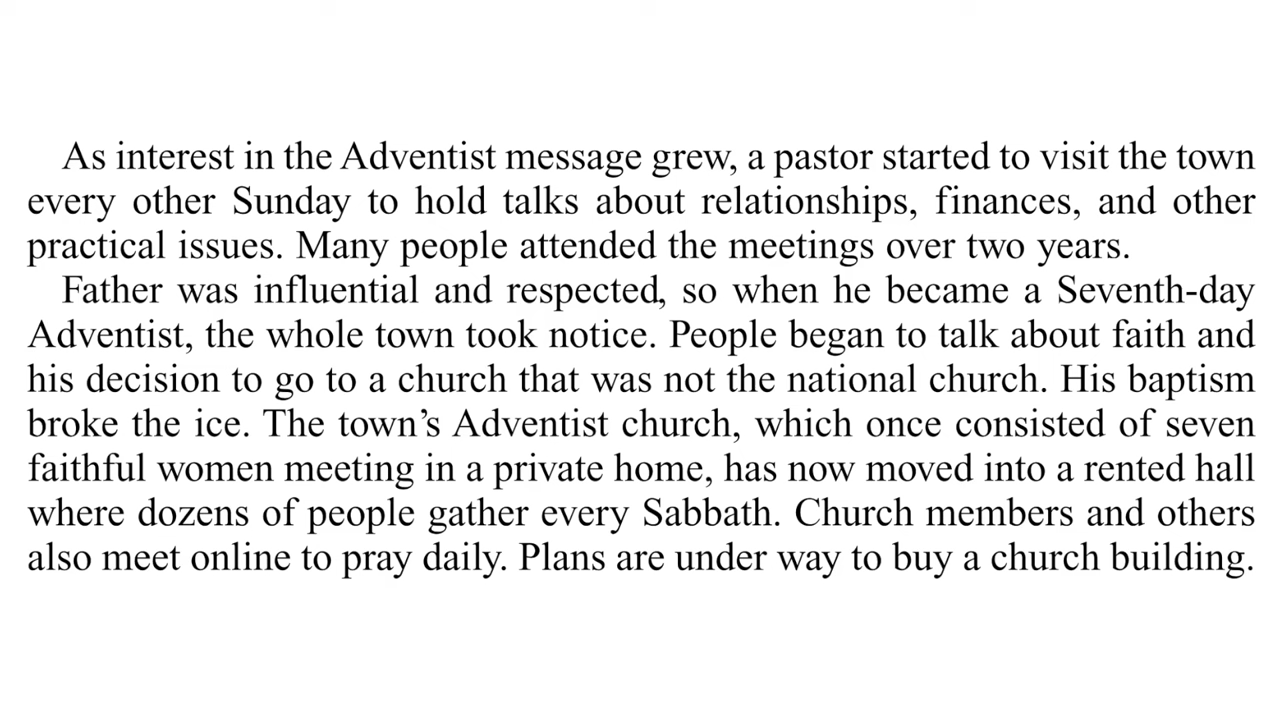 As interest in the Adventist message grew, a pastor started to visit the town
every other Sunday to hold talks about relationships, finances, and other
practical issues. Many people attended the meetings over two years.
Father was influential and respected, so when he became a Seventh-day
Adventist, the whole town took notice. People began to talk about faith and
his decision to go to a church that was not the national church. His baptism
broke the ice. The town’s Adventist church, which once consisted of seven
faithful women meeting in a private home, has now moved into a rented hall
where dozens of people gather every Sabbath. Church members and others
also meet online to pray daily. Plans are under way to buy a church building.